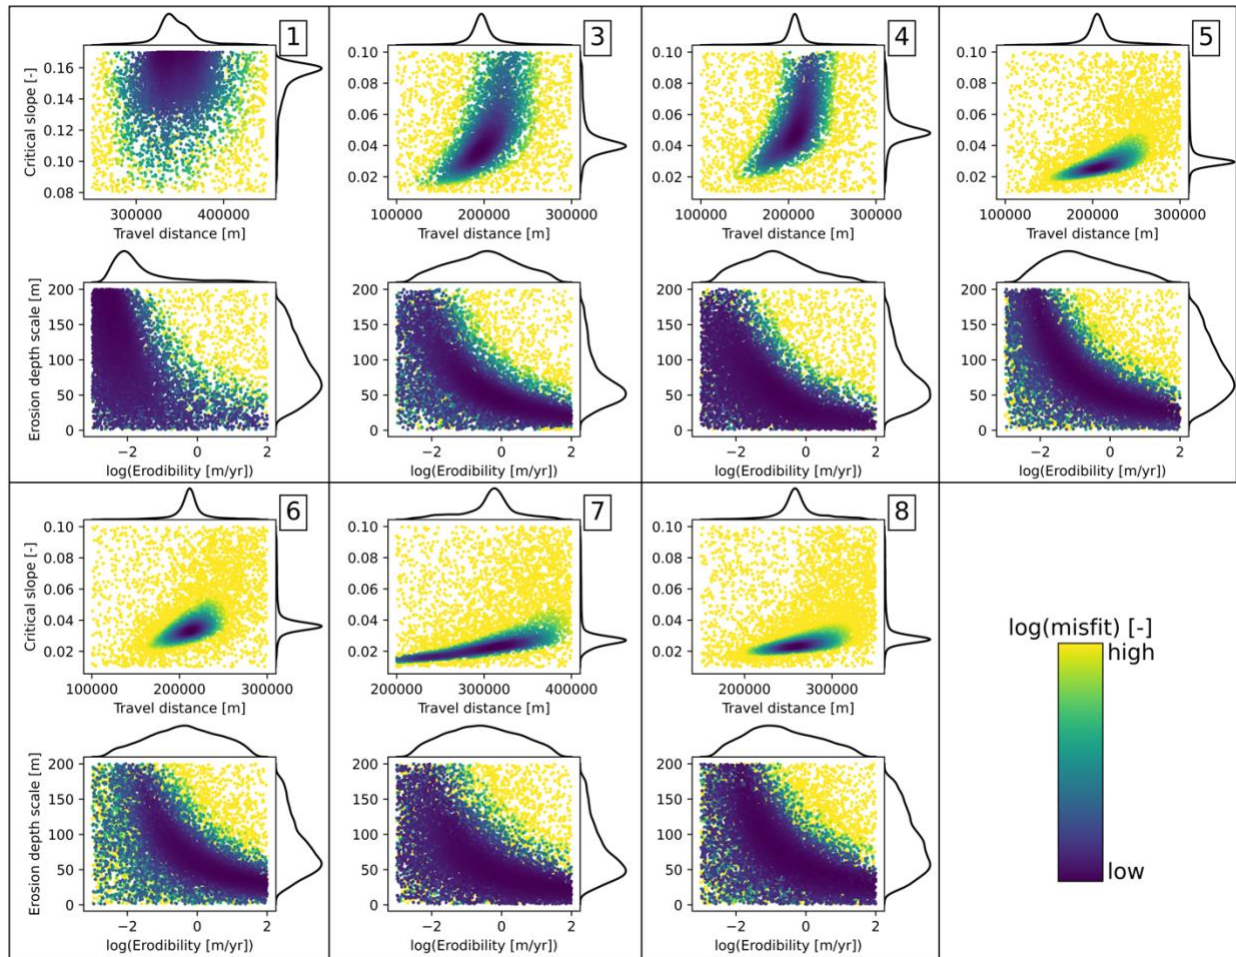 1
Critical slope [-]
0.16
0.14
0.12
0.10
0.08
300000 400000
Travel distance [m]
3
0.10
0.08
0.06
0.04
0.02
100000 200000 300000
Travel distance [m]
4
0.10
0.08
0.06
0.04
0.02
100000 200000 300000
Travel distance [m]
5
0.10
0.08
0.06
0.04
0.02
100000 200000 300000
Travel distance [m]
Erosion depth scale [m]
200
150
100
50
0
−2 0 2
log(Erodibility [m/yr])
200
150
100
50
0
−2 0 2
log(Erodibility [m/yr])
200
150
100
50
0
−2 0 2
log(Erodibility [m/yr])
200
150
100
50
0
−2 0 2
log(Erodibility [m/yr])
6
Critical slope [-]
0.10
0.08
0.06
0.04
0.02
100000 200000 300000
Travel distance [m]
7
0.10
0.08
0.06
0.04
0.02
200000 300000 400000
Travel distance [m]
8
0.10
0.08
0.06
0.04
0.02
200000 300000
Travel distance [m]
Erosion depth scale [m]
200
150
100
50
0
−2 0 2
log(Erodibility [m/yr])
200
150
100
50
0
−2 0 2
log(Erodibility [m/yr])
200
150
100
50
0
−2 0 2
log(Erodibility [m/yr])
log(misfit) [-]
high
low